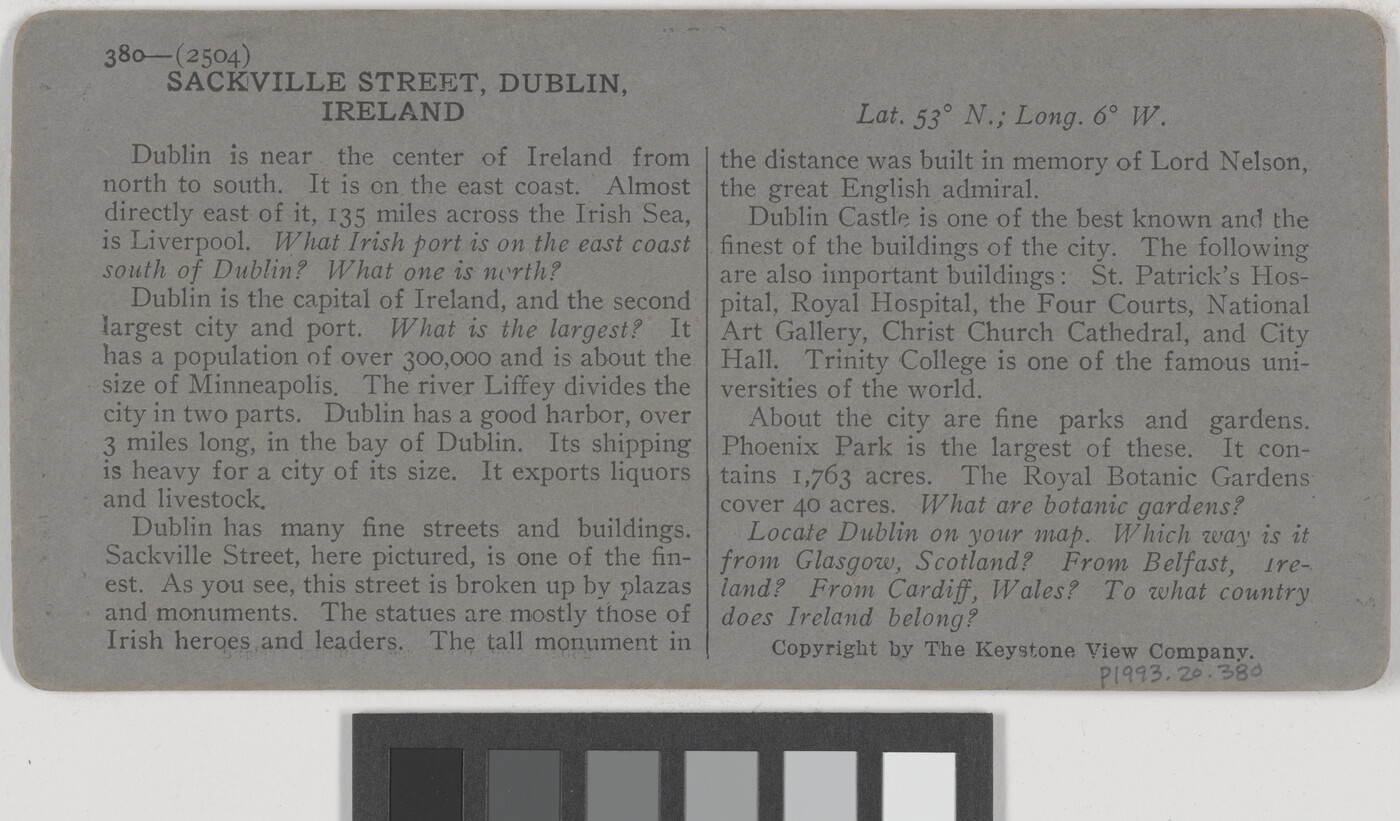 380—(2504)
SACKVILLE STREET, DUBLIN,
IRELAND
Dublin is near the center of Ireland from
north to south. It is on the east coast. Almost
directly east of it, 135 miles across the Irish Sea,
is Liverpool. What Irish port is on the east coast
south of Dublin? What one is north?
Dublin is the capital of Ireland, and the second
largest city and port. What is the largest? It
has a population of over 300,000 and is about the
size of Minneapolis. The river Liffey divides the
city in two parts. Dublin has a good harbor, over
3 miles long, in the bay of Dublin. Its shipping
is heavy for a city of its size. It exports liquors
and livestock.
Dublin has many fine streets and buildings.
Sackville Street, here pictured, is one of the fin-
est. As you see, this street is broken up by plazas
and monuments. The statues are mostly those of
Irish heroes and leaders. The tall monument in
Lat. 53° N.; Long. 6° W.
the distance was built in memory of Lord Nelson,
the great English admiral.
Dublin Castle is one of the best known and the
finest of the buildings of the city. The following
are also important buildings: St. Patrick's Hos-
pital, Royal Hospital, the Four Courts, National
Art Gallery, Christ Church Cathedral, and City
Hall. Trinity College is one of the famous uni-
versities of the world.
About the city are fine parks and gardens.
Phoenix Park is the largest of these. It con-
tains 1,763 acres. The Royal Botanic Gardens
cover 40 acres. What are botanic gardens?
Locate Dublin on your map. Which way is it
from Glasgow, Scotland? From Belfast, Ire-
land? From Cardiff, Wales? To what country
does Ireland belong?
Copyright by The Keystone View Company.
P1993.20.380